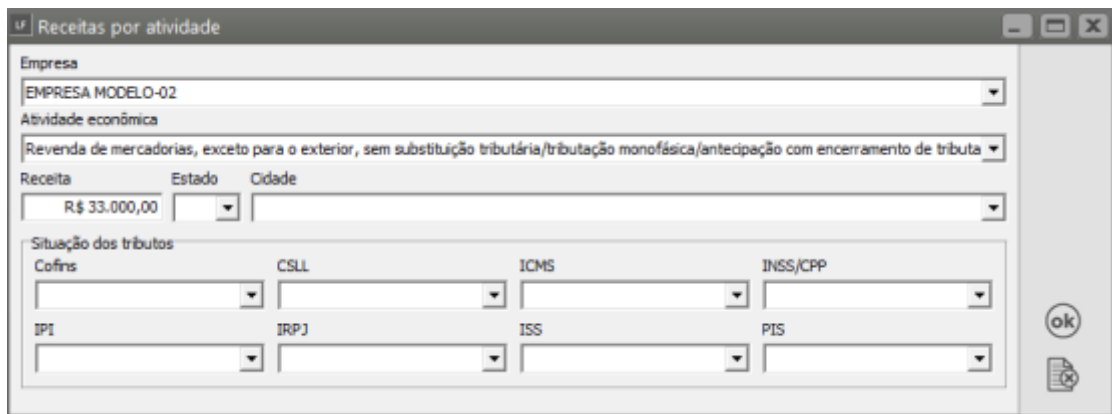 LF Receitas por atividade
Empresa
EMPRESA MODELO-02
Atividade econômica
Revenda de mercadorias, exceto para o exterior, sem substituição tributária/tributação monofásica/antecipação com encerramento de tributa
Receita Estado Cidade
R$ 33.000,00
Situação dos tributos
Cofins CSLL ICMS INSS/CPP
IPI IRPJ ISS PIS
ok